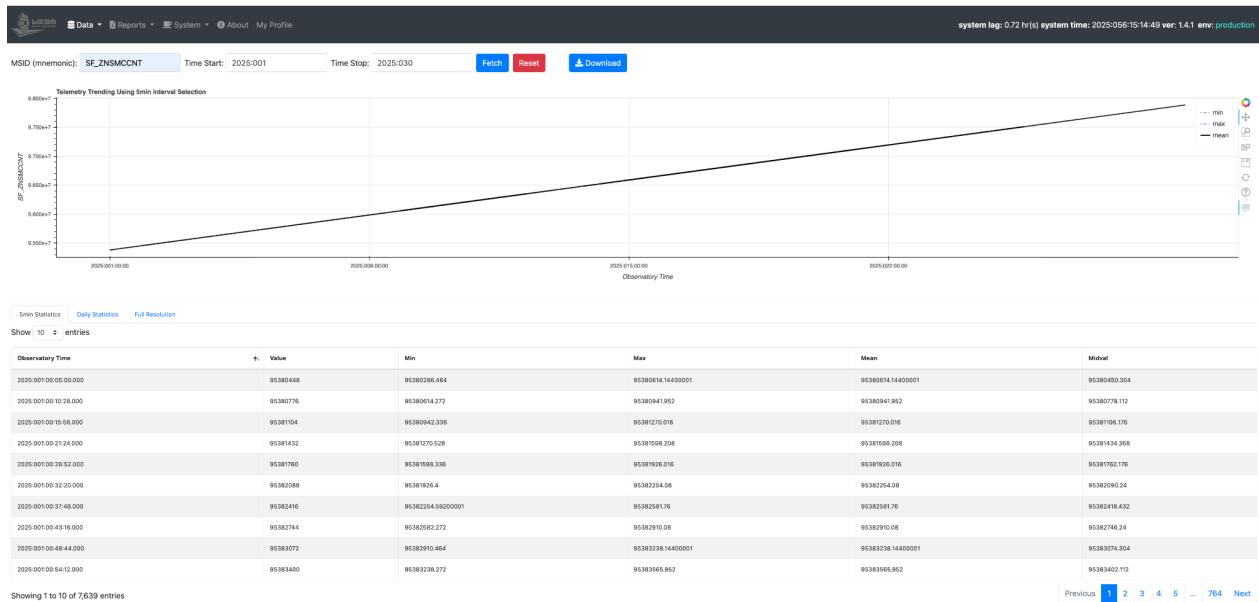 WEBB Data Reports System About My Profile system lag: 0.72 hr(s) system time: 2025:056:15:14:49 ver: 1.4.1 env: production
MSID (mnemonic): SF_ZNSMCCNT Time Start: 2025:001 Time Stop: 2025:030 Fetch Reset Download
Telemetry Trending Using 5min Interval Selection
9.800e+7
9.750e+7
9.700e+7
9.650e+7
9.600e+7
9.550e+7
SF_ZNSMCCNT
min
max
mean
2025:001:00:00 2025:008:00:00 2025:015:00:00 2025:022:00:00
Observatory Time
5min Statistics Daily Statistics Full Resolution
Show 10 entries
Observatory Time Value Min Max Mean Midval
2025:001:00:05:00.000 95380448 95380286.464 95380614.14400001 95380614.14400001 95380450.304
2025:001:00:10:28.000 95380776 95380614.272 95380941.952 95380941.952 95380778.112
2025:001:00:15:56.000 95381104 95380942.336 95381270.016 95381270.016 95381106.176
2025:001:00:21:24.000 95381432 95381270.528 95381598.208 95381598.208 95381434.368
2025:001:00:26:52.000 95381760 95381598.336 95381926.016 95381926.016 95381762.176
2025:001:00:32:20.000 95382088 95381926.4 95382254.08 95382254.08 95382090.24
2025:001:00:37:48.000 95382416 95382254.59200001 95382581.76 95382581.76 95382418.432
2025:001:00:43:16.000 95382744 95382582.272 95382910.08 95382910.08 95382746.24
2025:001:00:48:44.000 95383072 95382910.464 95383238.14400001 95383238.14400001 95383074.304
2025:001:00:54:12.000 95383400 95383238.272 95383565.952 95383565.952 95383402.112
Showing 1 to 10 of 7,639 entries Previous 1 2 3 4 5 … 764 Next